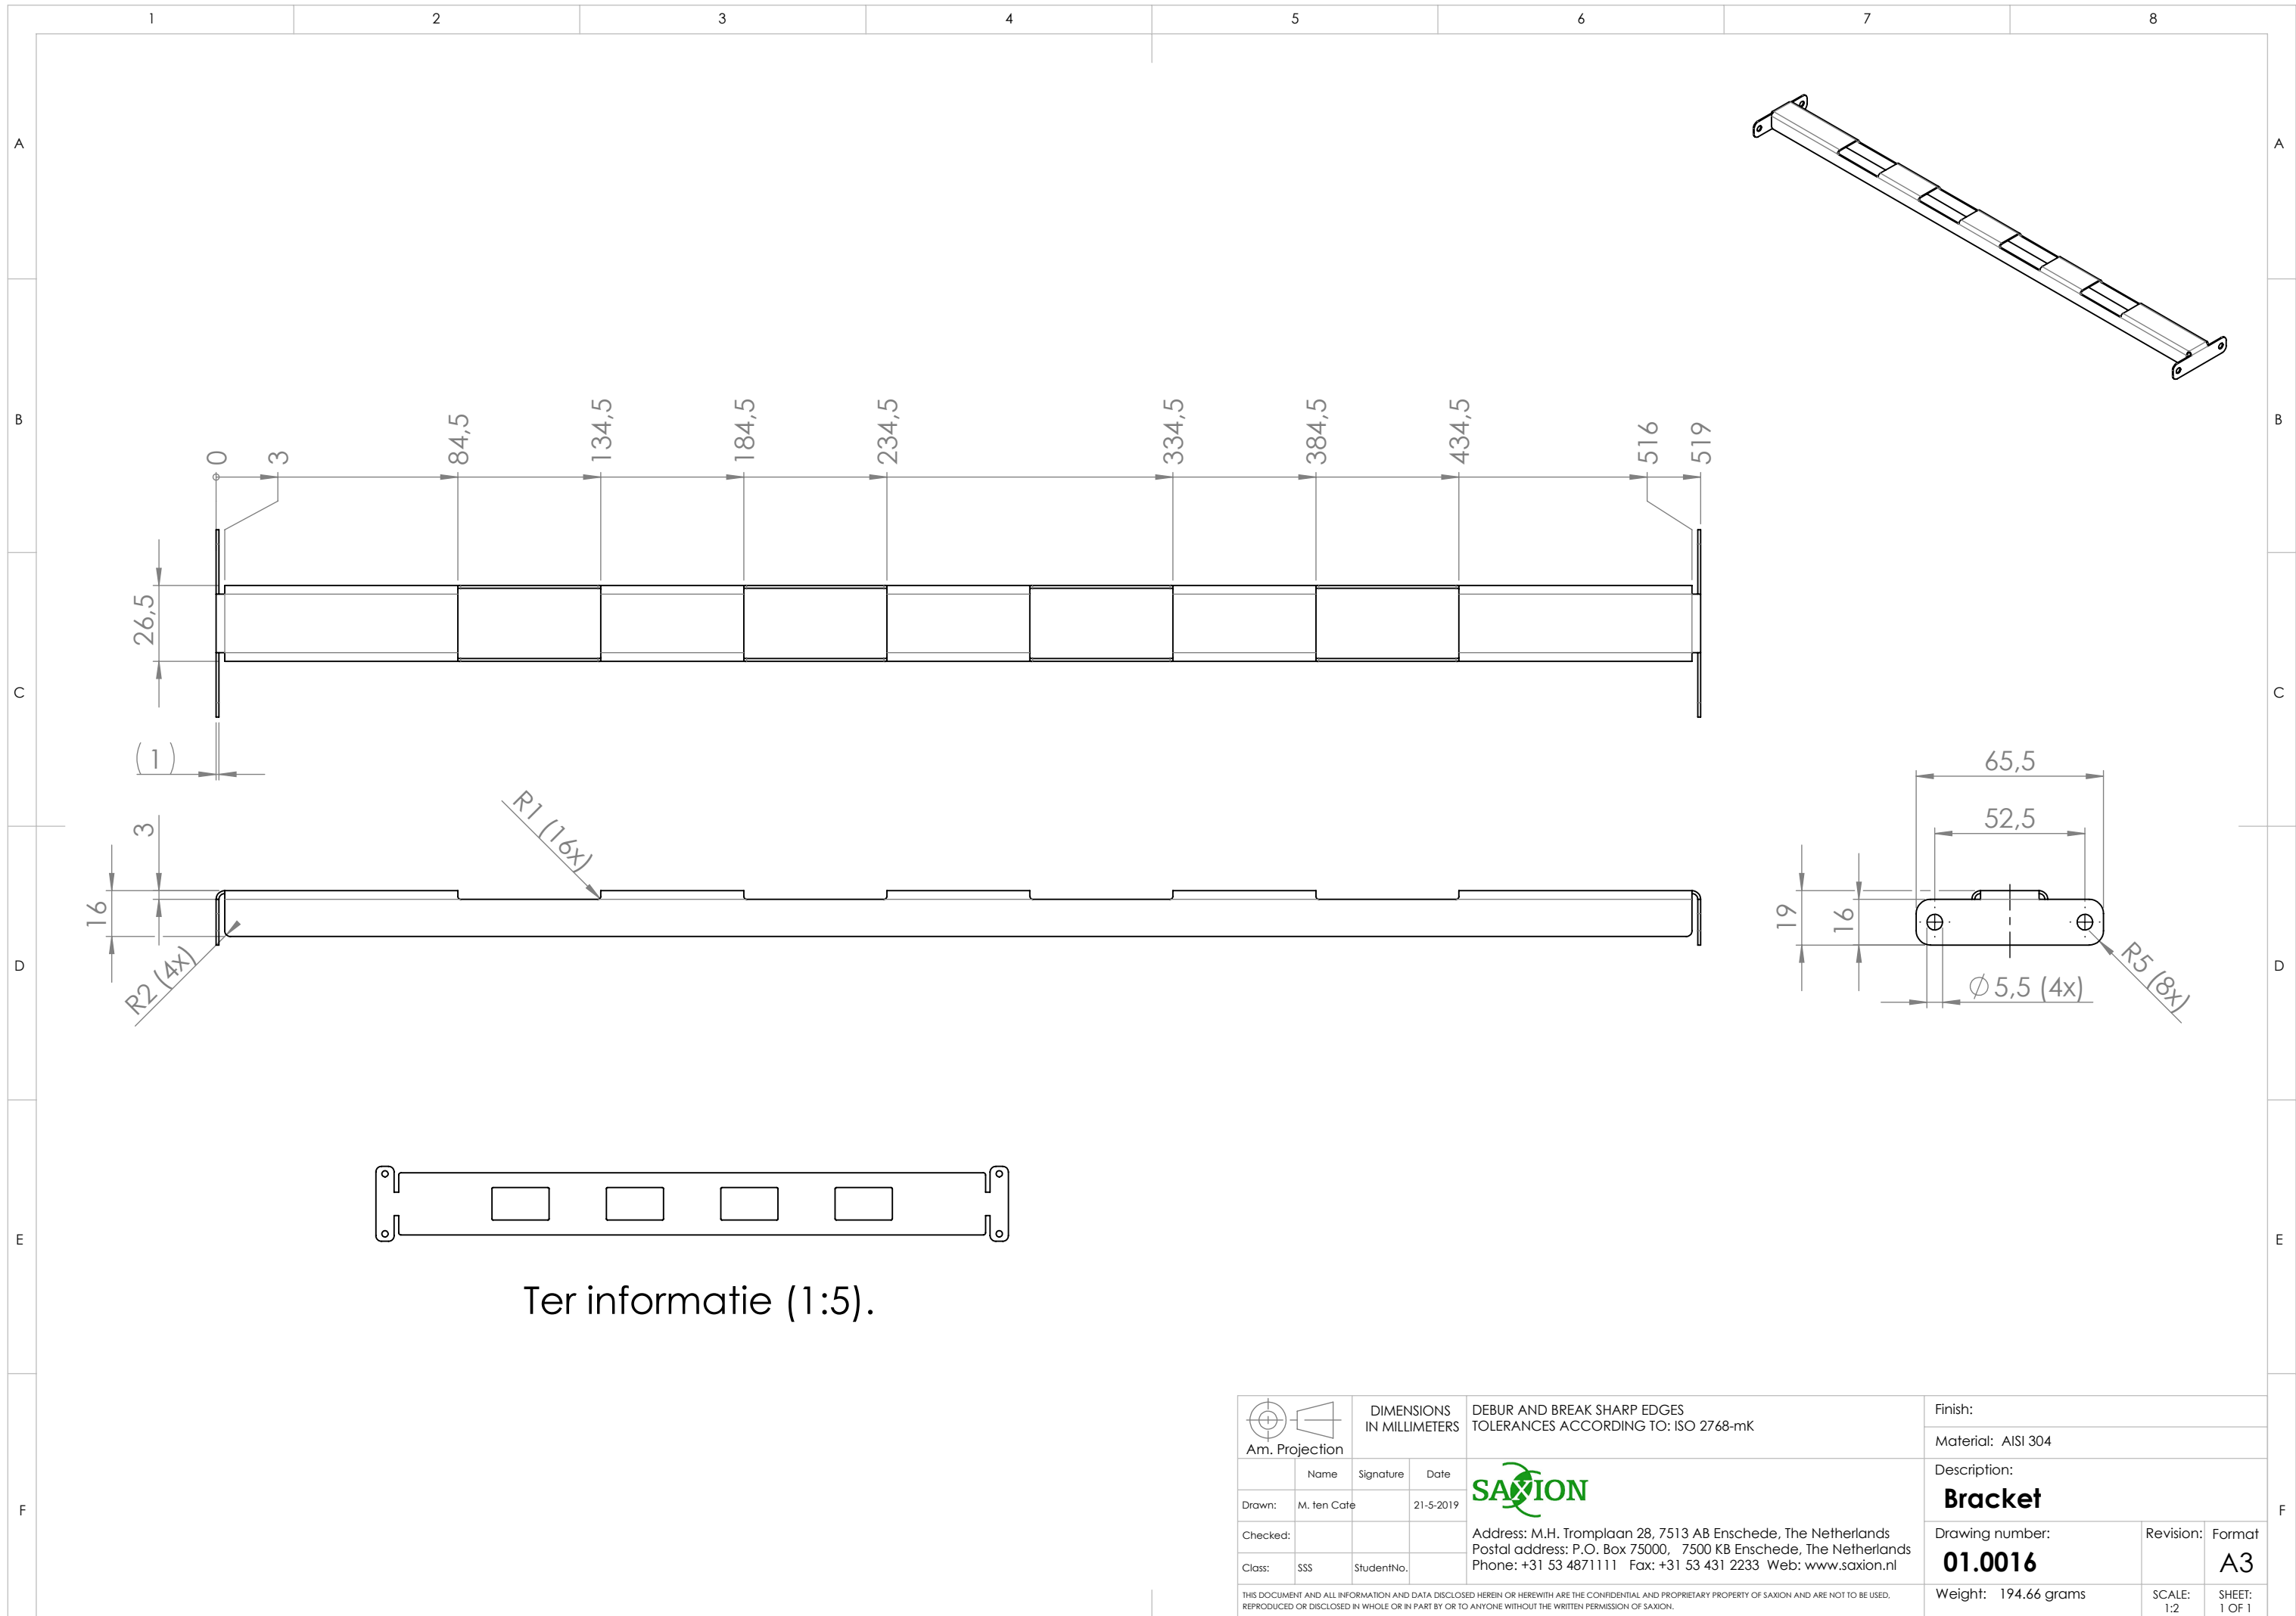 1 2 3 4 5 6 7 8
A A
B B
0 3 84,5 134,5 184,5 234,5 334,5 384,5 434,5 516 519
26,5
C C
(1)
65,5
52,5
R1 (16x)
3
16
R2 (4x)
19
16
Ø5,5 (4x)
R5 (8x)
D D
E E
Ter informatie (1:5).
F F
Am. Projection
DIMENSIONS
IN MILLIMETERS
DEBUR AND BREAK SHARP EDGES
TOLERANCES ACCORDING TO: ISO 2768-mK
Finish:
Material: AISI 304
Name Signature Date
Drawn: M. ten Cate 21-5-2019
Checked:
Class: SSS StudentNo.
SAXION
Address: M.H. Tromplaan 28, 7513 AB Enschede, The Netherlands
Postal address: P.O. Box 75000, 7500 KB Enschede, The Netherlands
Phone: +31 53 4871111 Fax: +31 53 431 2233 Web: www.saxion.nl
Description:
Bracket
Drawing number:
01.0016
Revision:
Format
A3
Weight: 194.66 grams
SCALE:
1:2
SHEET:
1 OF 1
THIS DOCUMENT AND ALL INFORMATION AND DATA DISCLOSED HEREIN OR HEREWITH ARE THE CONFIDENTIAL AND PROPRIETARY PROPERTY OF SAXION AND ARE NOT TO BE USED,
REPRODUCED OR DISCLOSED IN WHOLE OR IN PART BY OR TO ANYONE WITHOUT THE WRITTEN PERMISSION OF SAXION.